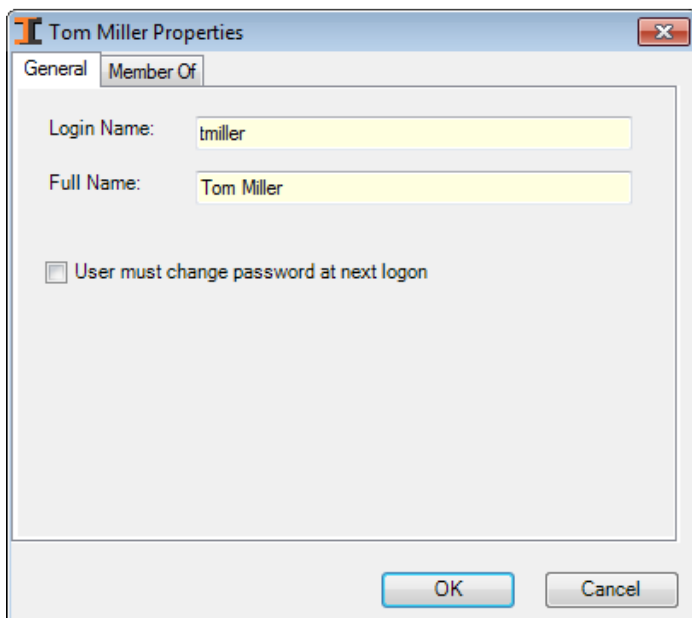 Tom Miller Properties
General Member Of
Login Name: tmiller
Full Name: Tom Miller
User must change password at next logon
OK Cancel